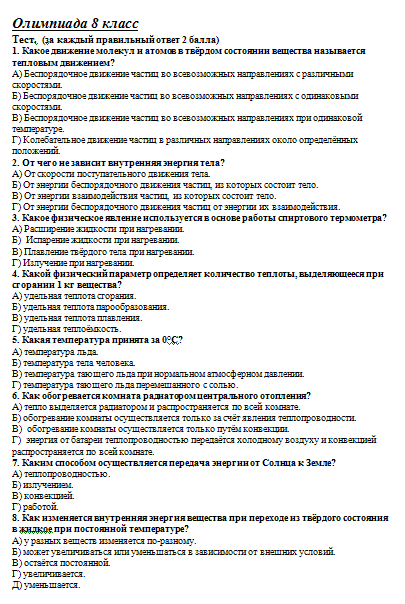 Олимпиада 8 класс
Тест. (за каждый правильный ответ 2 балла)
1. Какое движение молекул и атомов в твёрдом состоянии вещества называется
тепловым движением?
А) Беспорядочное движение частиц во всевозможных направлениях с различными
скоростями.
Б) Беспорядочное движение частиц во всевозможных направлениях с одинаковыми
скоростями.
В) Беспорядочное движение частиц во всевозможных направлениях при одинаковой
температуре.
Г) Колебательное движение частиц в различных направлениях около определённых
положений.
2. От чего не зависит внутренняя энергия тела?
А) От скорости поступательного движения тела.
Б) От энергии беспорядочного движения частиц, из которых состоит тело.
В) От энергии взаимодействия частиц, из которых состоит тело.
Г) От энергии беспорядочного движения частиц от энергии их взаимодействия.
3. Какое физическое явление используется в основе работы спиртового термометра?
А) Расширение жидкости при нагревании.
Б) Испарение жидкости при нагревании.
В) Плавление твёрдого тела при нагревании.
Г) Излучение при нагревании.
4. Какой физический параметр определяет количество теплоты, выделяющееся при
сгорании 1 кг вещества?
А) удельная теплота сгорания.
Б) удельная теплота парообразования.
В) удельная теплота плавления.
Г) удельная теплоёмкость.
5. Какая температура принята за 0°С?
А) температура льда.
Б) температура тела человека.
В) температура тающего льда при нормальном атмосферном давлении.
Г) температура тающего льда перемешанного с солью.
6. Как обогревается комната радиатором центрального отопления?
А) тепло выделяется радиатором и распространяется по всей комнате.
Б) обогревание комнаты осуществляется только за счёт явления теплопроводности.
В) обогревание комнаты осуществляется только путём конвекции.
Г) энергия от батареи теплопроводностью передаётся холодному воздуху и конвекцией
распространяется по всей комнате.
7. Каким способом осуществляется передача энергии от Солнца к Земле?
А) теплопроводностью.
Б) излучением.
В) конвекцией.
Г) работой.
8. Как изменяется внутренняя энергия вещества при переходе из твёрдого состояния
в жидкое при постоянной температуре?
А) у разных веществ изменяется по-разному.
Б) может увеличиваться или уменьшаться в зависимости от внешних условий.
В) остаётся постоянной.
Г) увеличивается.
Д) уменьшается.